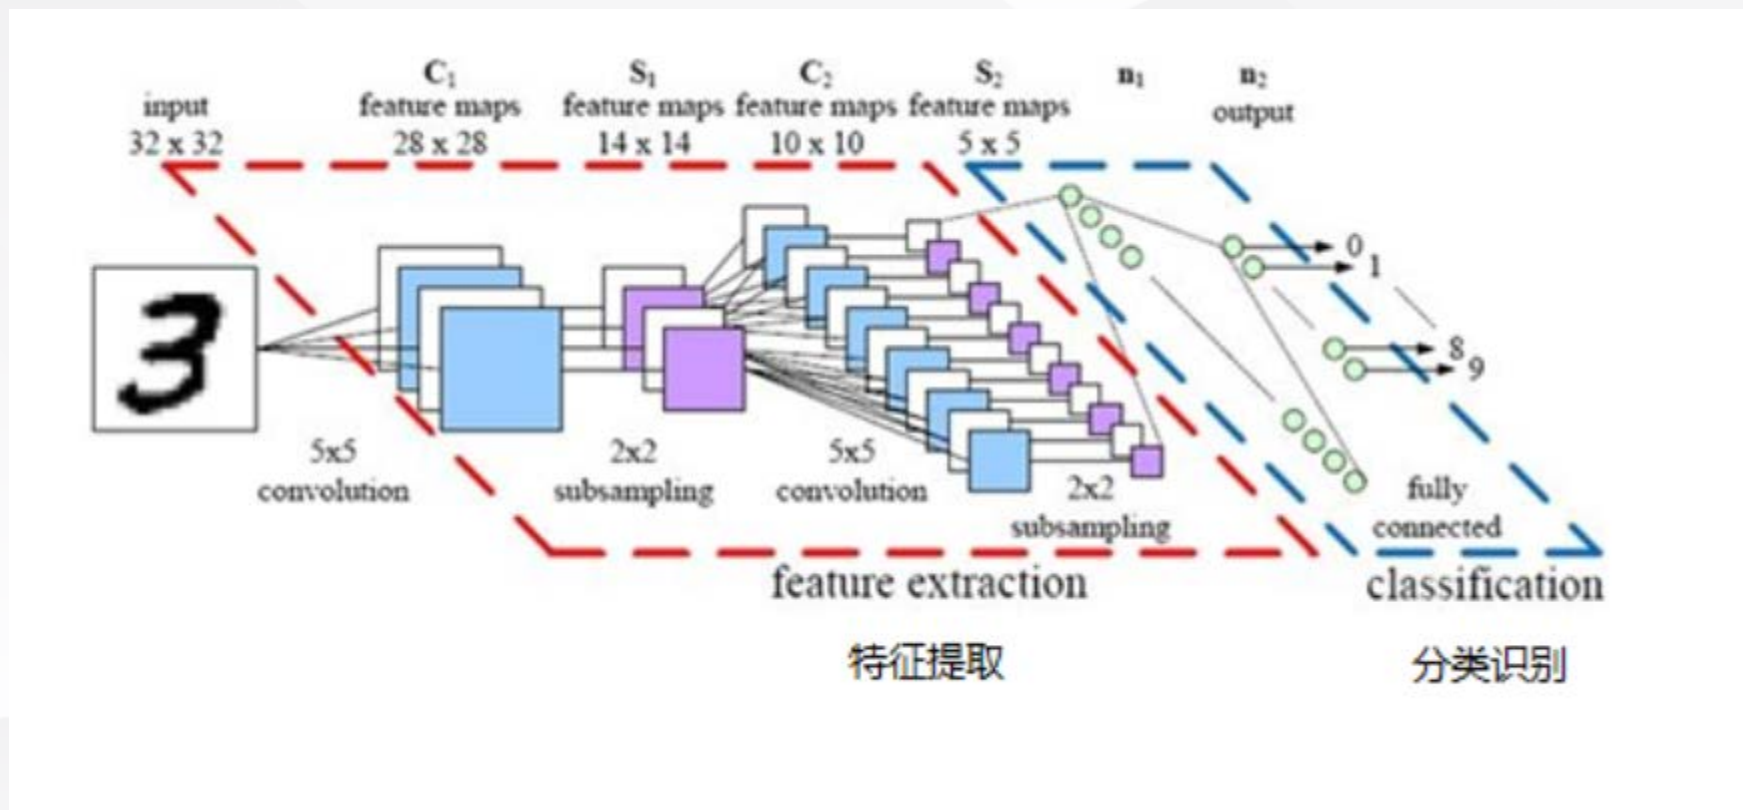 input
32 x 32
C₁
feature maps
28 x 28
S₁
feature maps
14 x 14
C₂
feature maps
10 x 10
S₂
feature maps
5 x 5
n₁
n₂
output
3
0
1
8
9
5x5
convolution
2x2
subsampling
5x5
convolution
2x2
subsampling
fully
connected
feature extraction
classification
特征提取
分类识别